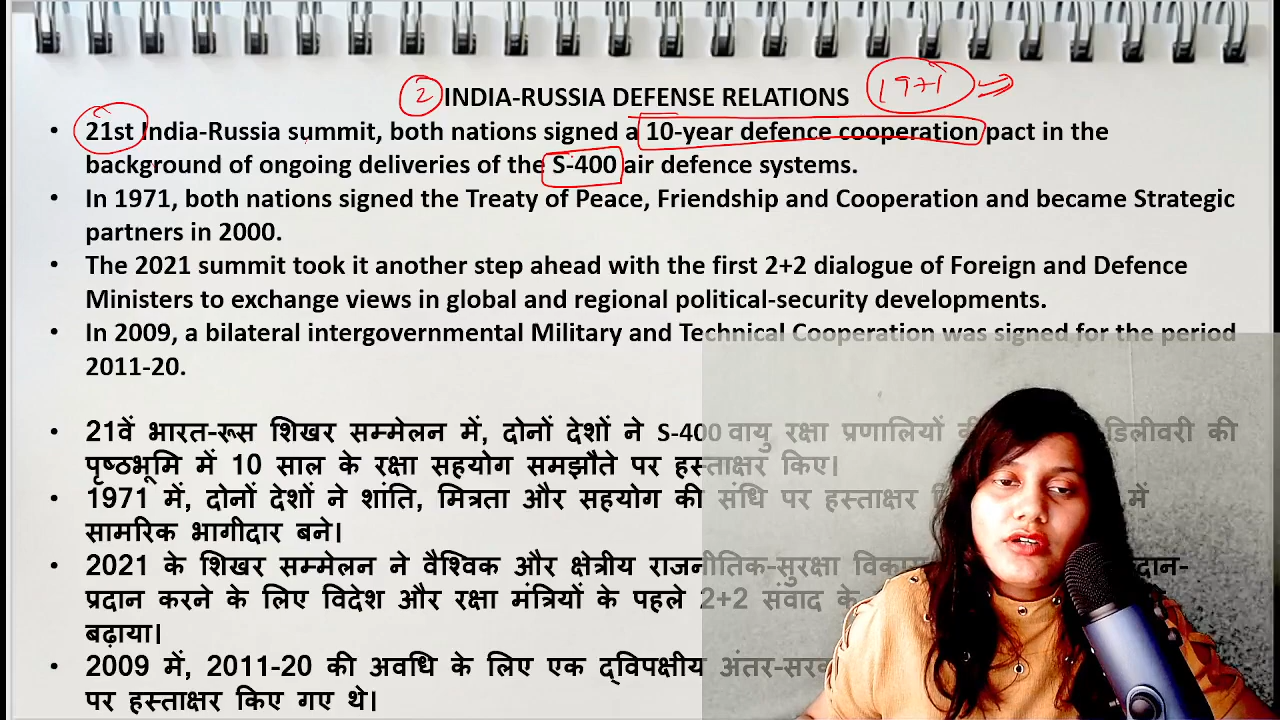 ② INDIA-RUSSIA DEFENSE RELATIONS 1971
• 21st India-Russia summit, both nations signed a 10-year defence cooperation pact in the
background of ongoing deliveries of the S-400 air defence systems.
• In 1971, both nations signed the Treaty of Peace, Friendship and Cooperation and became Strategic
partners in 2000.
• The 2021 summit took it another step ahead with the first 2+2 dialogue of Foreign and Defence
Ministers to exchange views in global and regional political-security developments.
• In 2009, a bilateral intergovernmental Military and Technical Cooperation was signed for the period
2011-20.
• 21वें भारत-रूस शिखर सम्मेलन में, दोनों देशों ने S-400 वायु रक्षा प्रणालियों की डिलीवरी की
पृष्ठभूमि में 10 साल के रक्षा सहयोग समझौते पर हस्ताक्षर किए।
• 1971 में, दोनों देशों ने शांति, मित्रता और सहयोग की संधि पर हस्ताक्षर में
सामरिक भागीदार बने।
• 2021 के शिखर सम्मेलन ने वैश्विक और क्षेत्रीय राजनीतिक-सुरक्षा
प्रदान करने के लिए विदेश और रक्षा मंत्रियों के पहले 2+2 संवाद के
बढ़ाया।
• 2009 में, 2011-20 की अवधि के लिए एक द्विपक्षीय
पर हस्ताक्षर किए गए थे।